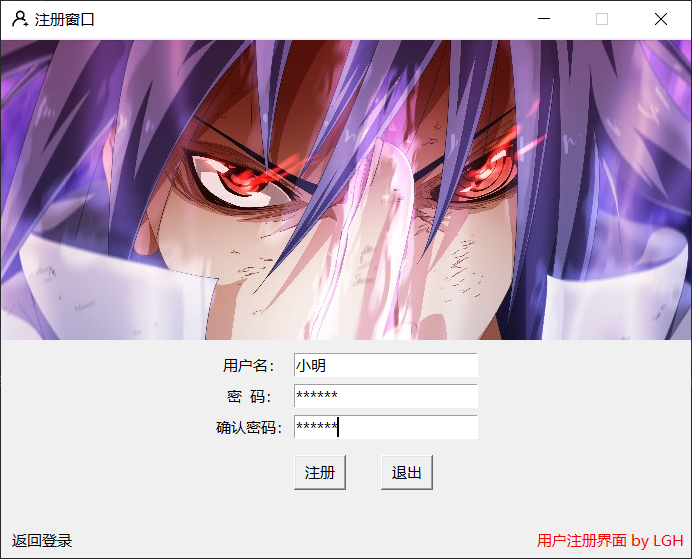 注册窗口
用户名： 小明
密 码： ******
确认密码： ******
注册 退出
返回登录 用户注册界面 by LGH